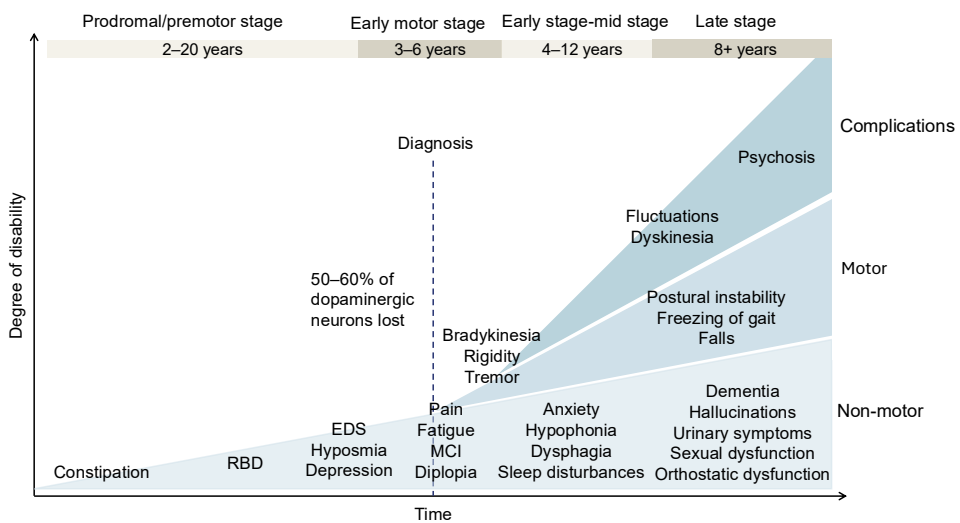 Prodromal/premotor stage
Early motor stage
Early stage-mid stage
Late stage
2–20 years
3–6 years
4–12 years
8+ years
Complications
Diagnosis
Psychosis
Fluctuations
Dyskinesia
Degree of disability
Motor
50–60% of
dopaminergic
neurons lost
Postural instability
Freezing of gait
Falls
Bradykinesia
Rigidity
Tremor
Non-motor
Constipation
RBD
EDS
Hyposmia
Depression
Pain
Fatigue
MCI
Diplopia
Anxiety
Hypophonia
Dysphagia
Sleep disturbances
Dementia
Hallucinations
Urinary symptoms
Sexual dysfunction
Orthostatic dysfunction
Time